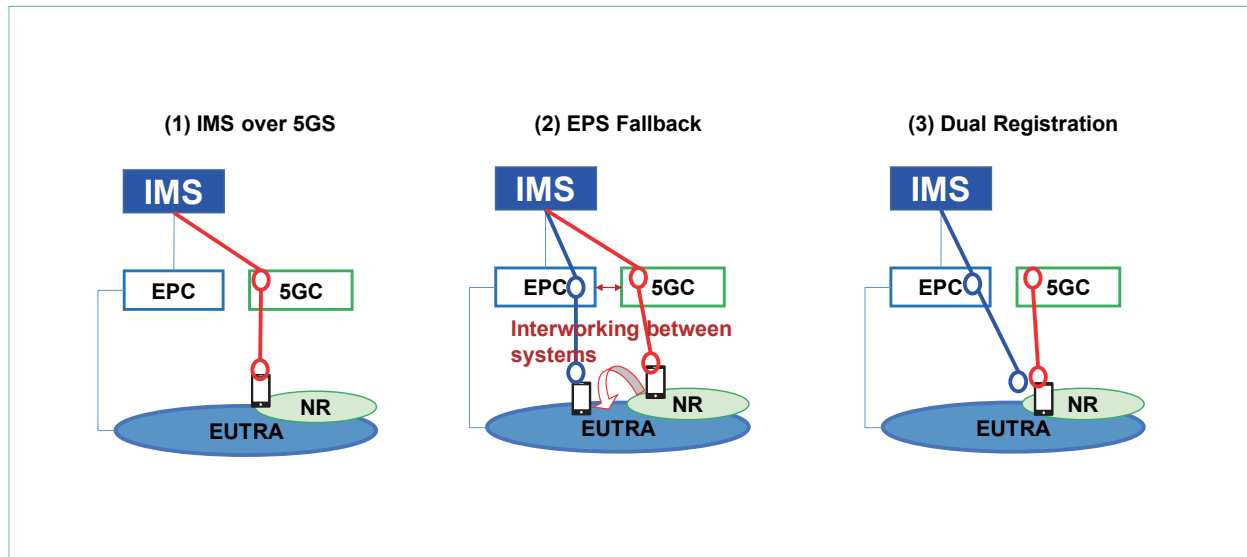 (1) IMS over 5GS
IMS
EPC
5GC
NR
EUTRA
(2) EPS Fallback
IMS
EPC
5GC
Interworking between
systems
NR
EUTRA
(3) Dual Registration
IMS
EPC
5GC
NR
EUTRA